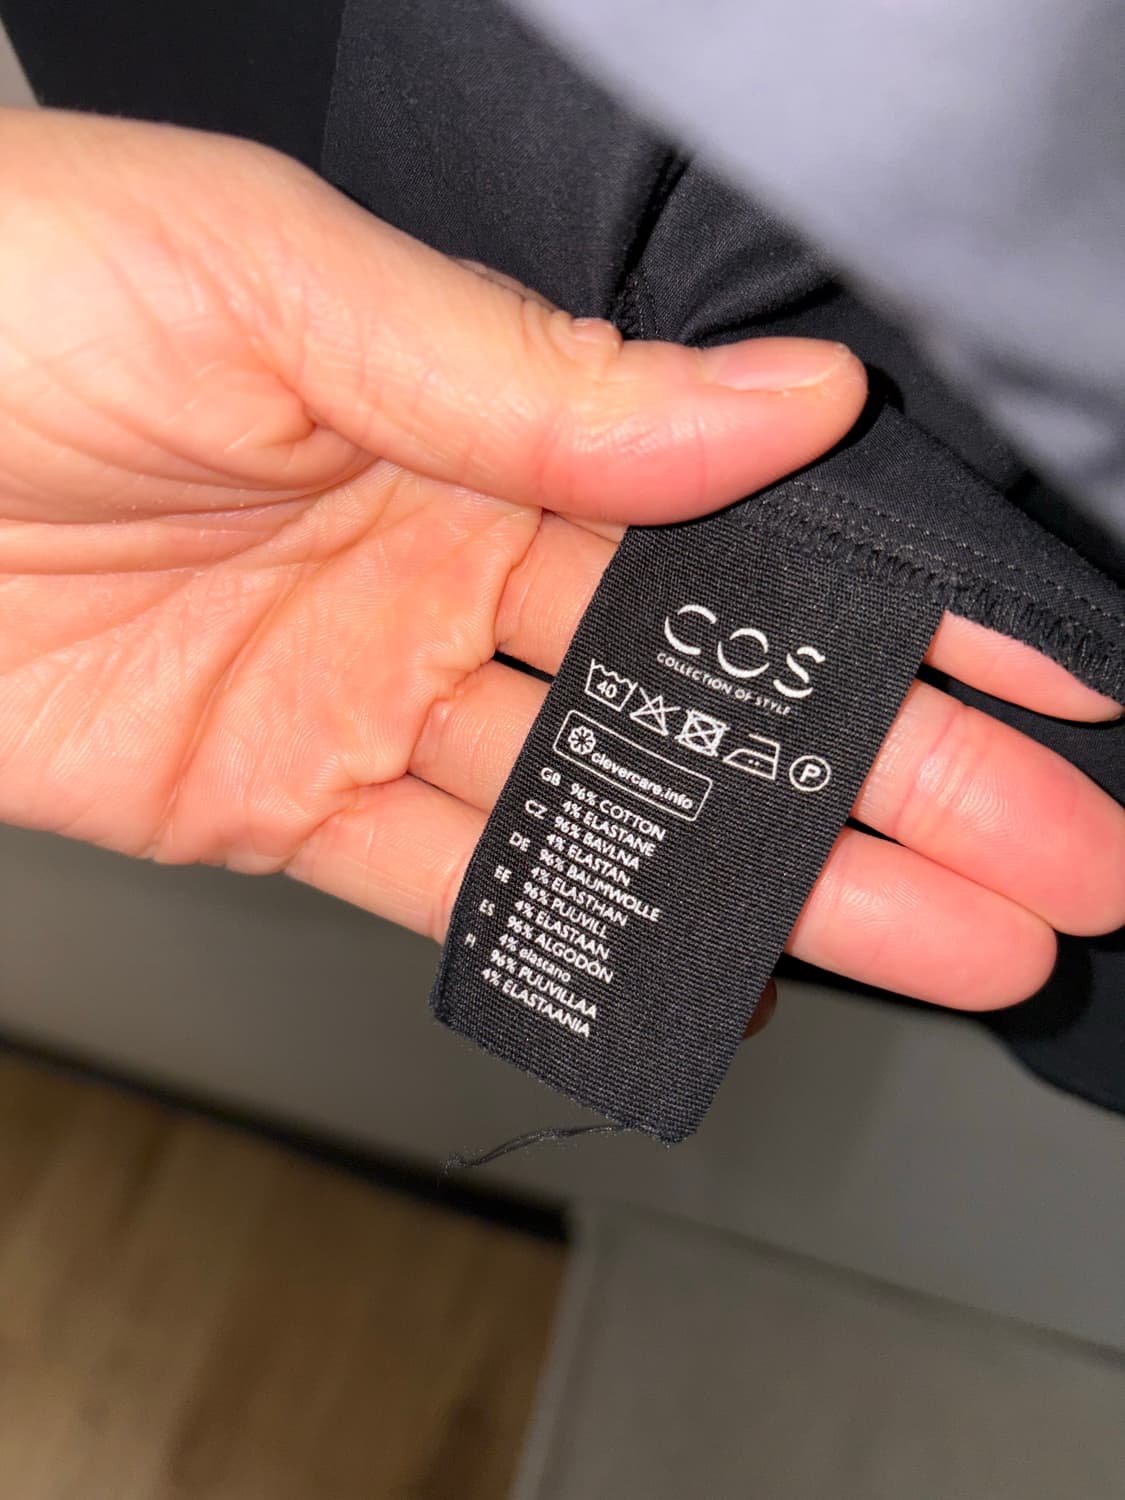 COS
COLLECTION OF STYLE
40 P
clevercare.info
GB 96% COTTON
4% ELASTANE
CZ 96% BAVLNA
4% ELASTAN
DE 96% BAUMWOLLE
4% ELASTHAN
EE 96% PUUVILL
4% ELASTAAN
ES 96% ALGODÓN
4% elastano
FI 96% PUUVILLAA
4% ELASTAANIA